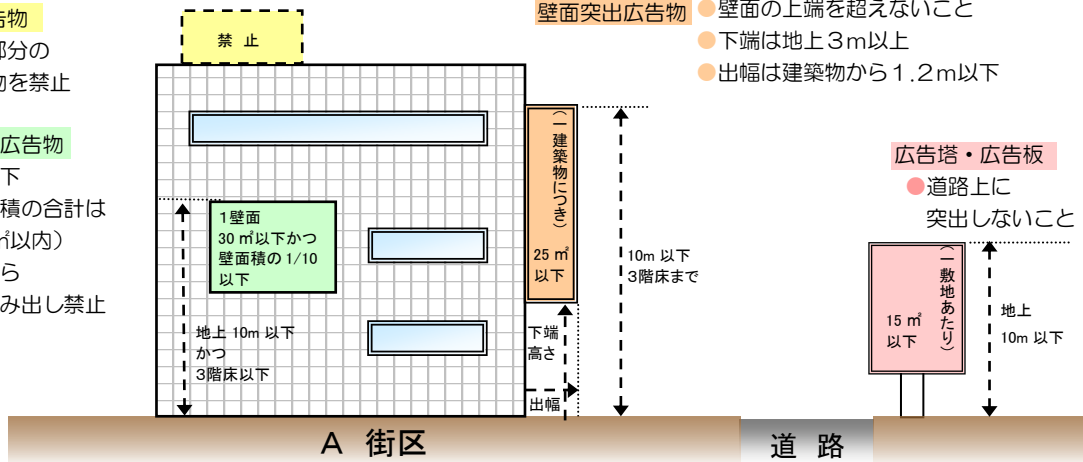 告物
部分の
物を禁止
禁 止
広告物
下
積の合計は
㎡以内）
ら
み出し禁止
1壁面
30 ㎡以下かつ
壁面積の 1/10
以下
地上 10m 以下
かつ
3階床以下
壁面突出広告物
●壁面の上端を超えないこと
●下端は地上３ｍ以上
●出幅は建築物から１.２ｍ以下
（一建築物につき）
25 ㎡
以下
10m 以下
3階床まで
下端
高さ
出幅
広告塔・広告板
●道路上に
突出しないこと
（一敷地あたり）
15 ㎡
以下
地上
10m 以下
A 街区
道 路